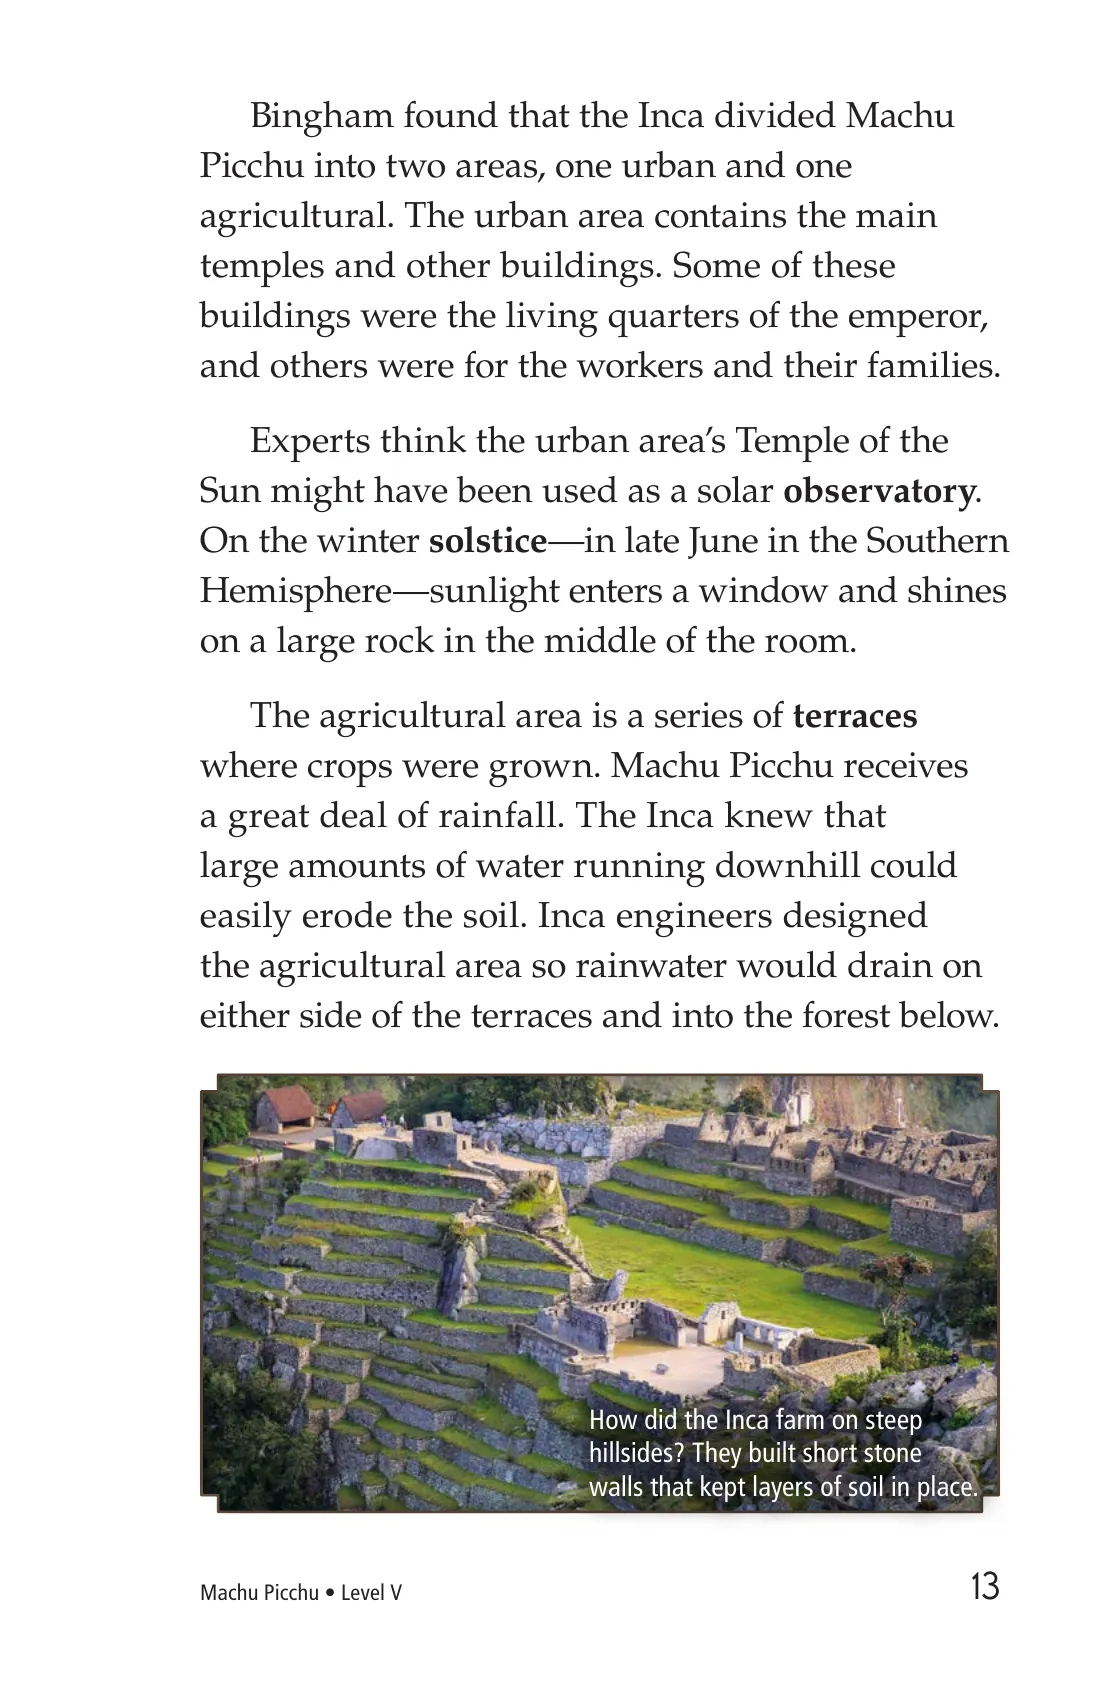 Bingham found that the Inca divided Machu
Picchu into two areas, one urban and one
agricultural. The urban area contains the main
temples and other buildings. Some of these
buildings were the living quarters of the emperor,
and others were for the workers and their families.
Experts think the urban area’s Temple of the
Sun might have been used as a solar observatory.
On the winter solstice—in late June in the Southern
Hemisphere—sunlight enters a window and shines
on a large rock in the middle of the room.
The agricultural area is a series of terraces
where crops were grown. Machu Picchu receives
a great deal of rainfall. The Inca knew that
large amounts of water running downhill could
easily erode the soil. Inca engineers designed
the agricultural area so rainwater would drain on
either side of the terraces and into the forest below.
How did the Inca farm on steep
hillsides? They built short stone
walls that kept layers of soil in place.
Machu Picchu • Level V
13